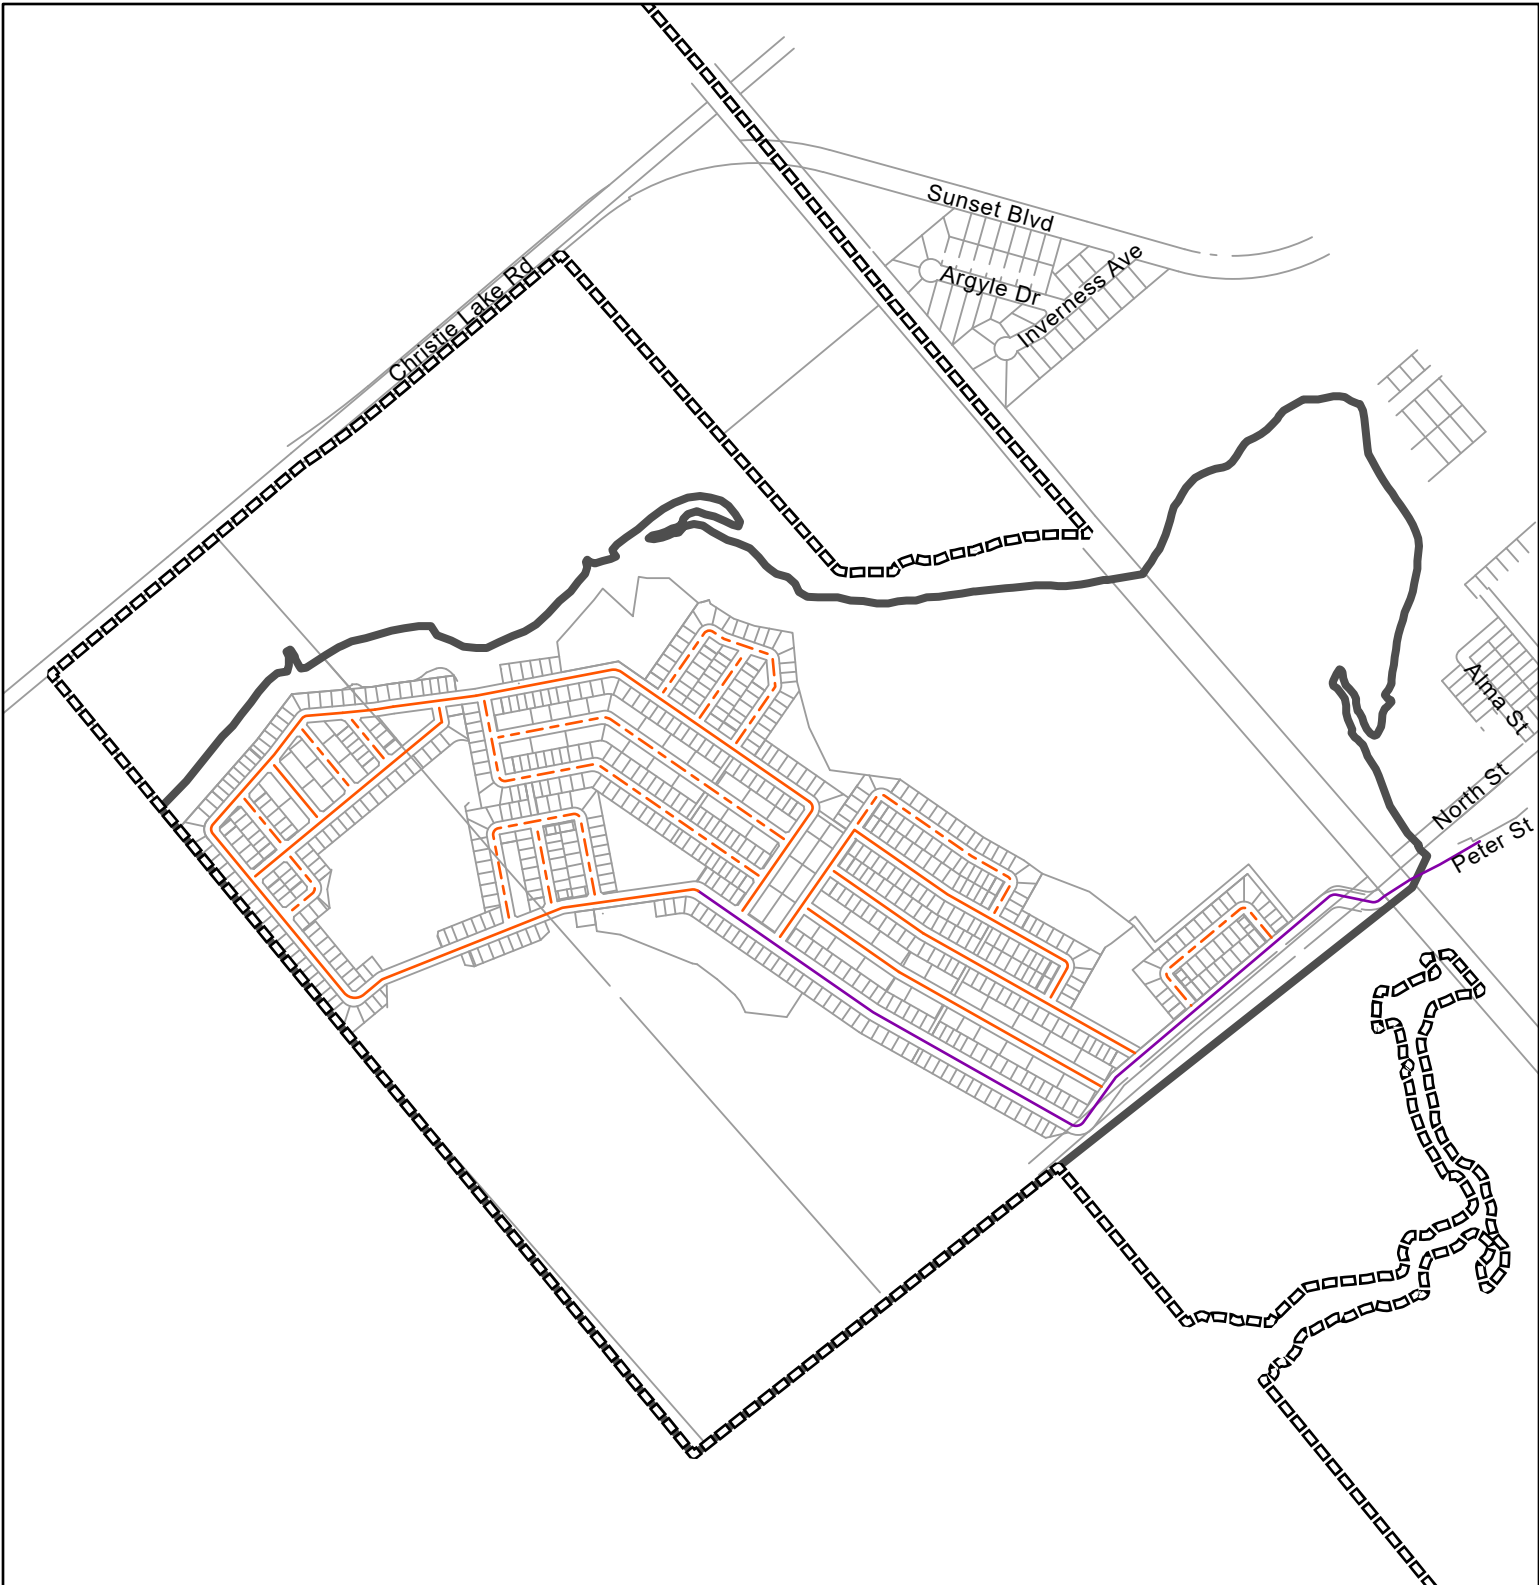 Sunset Blvd
Inverness Ave
Argyle Dr
Christie Lake Rd
Alma St
North St
Peter St